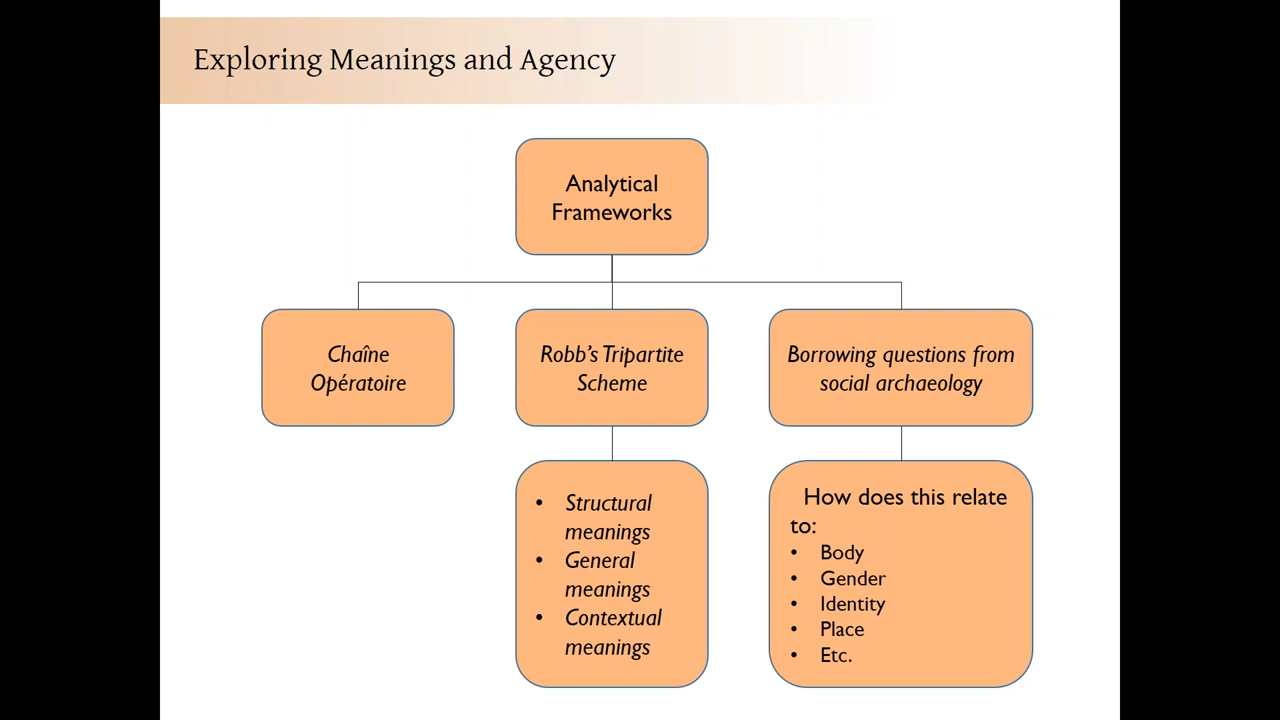 Exploring Meanings and Agency
Analytical
Frameworks
Chaîne
Opératoire
Robb's Tripartite
Scheme
Borrowing questions from
social archaeology
• Structural
meanings
• General
meanings
• Contextual
meanings
How does this relate
to:
• Body
• Gender
• Identity
• Place
• Etc.